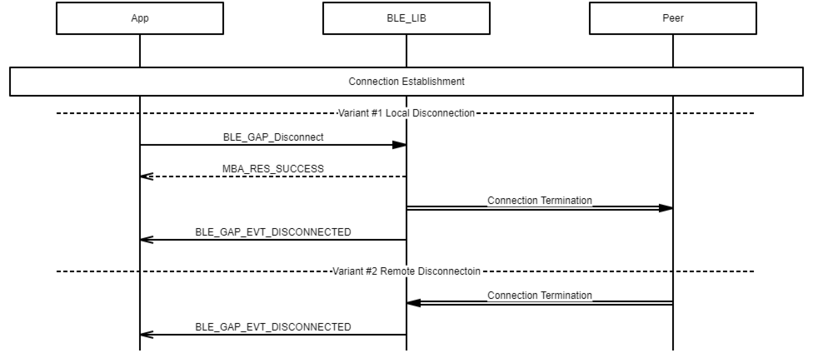 App
BLE_LIB
Peer
Connection Establishment
Variant #1 Local Disconnection
BLE_GAP_Disconnect
MBA_RES_SUCCESS
Connection Termination
BLE_GAP_EVT_DISCONNECTED
Variant #2 Remote Disconnectoin
Connection Termination
BLE_GAP_EVT_DISCONNECTED